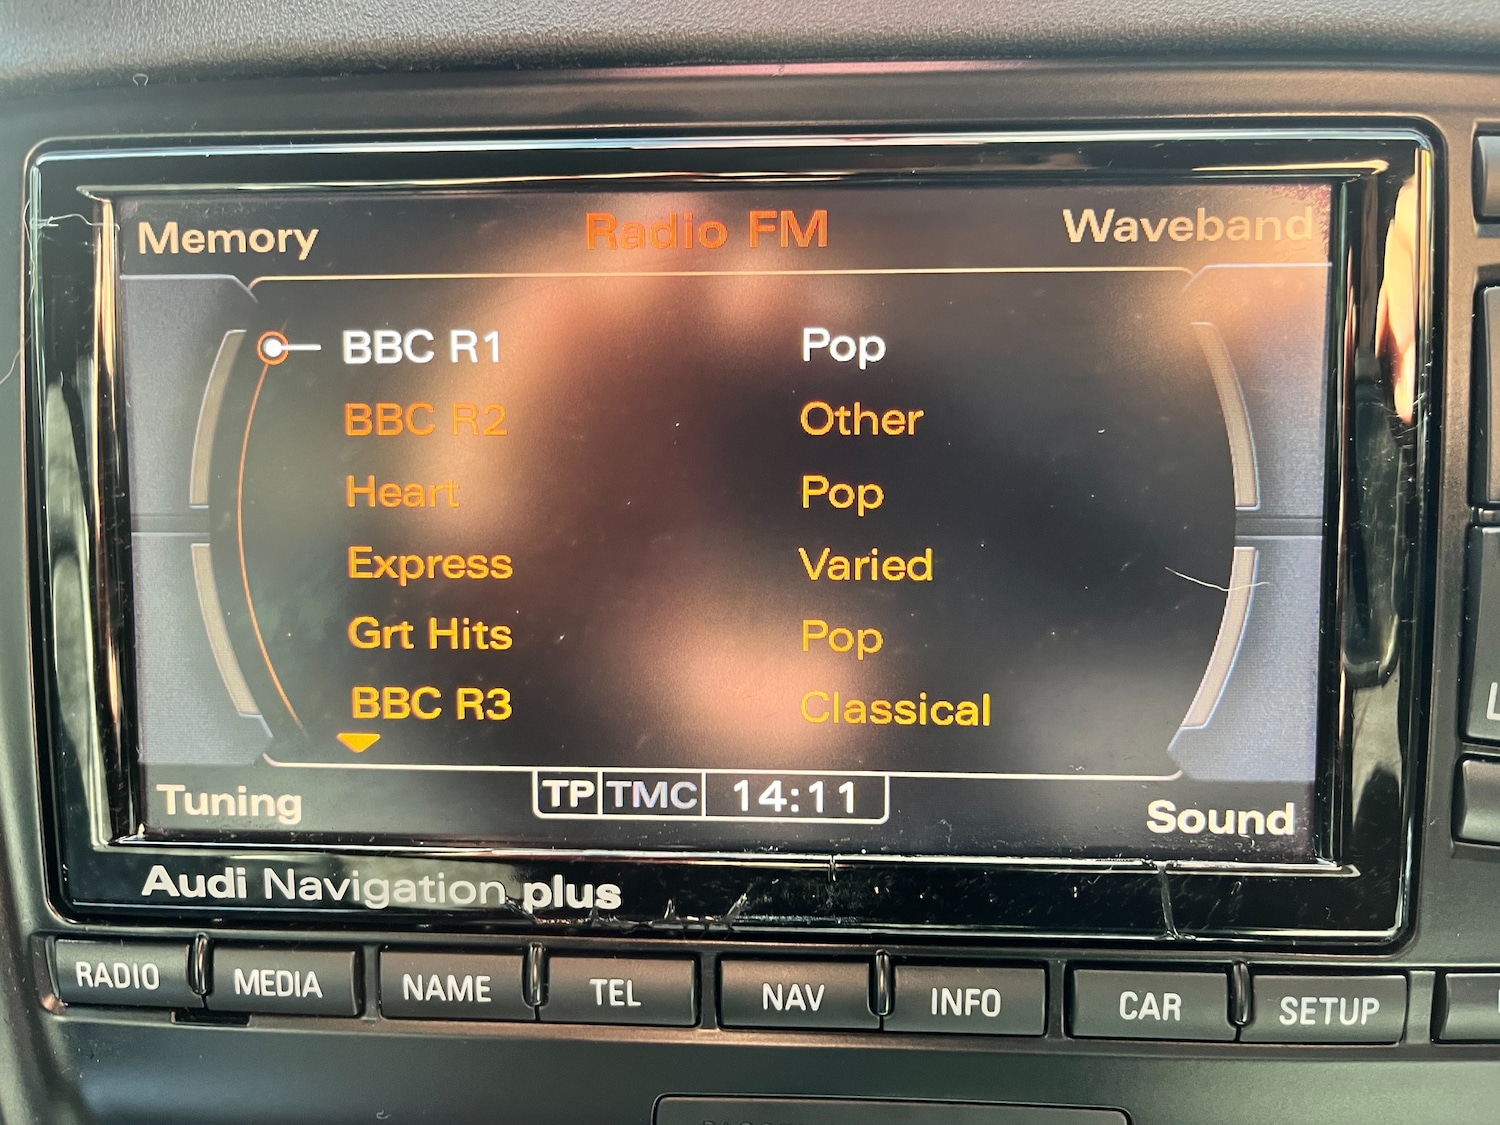 Memory Radio FM Waveband
BBC R1 Pop
BBC R2 Other
Heart Pop
Express Varied
Grt Hits Pop
BBC R3 Classical
Tuning TP TMC 14:11 Sound
Audi Navigation plus
RADIO MEDIA NAME TEL NAV INFO CAR SETUP